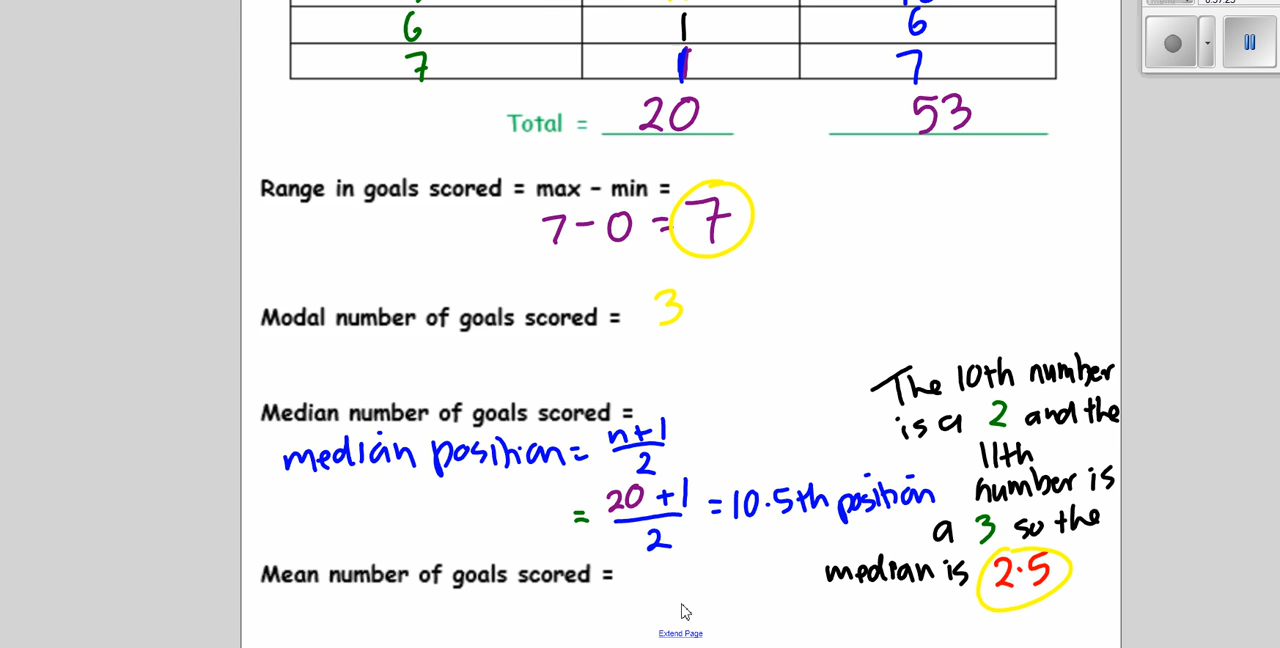 6 1 6
7 1 7
Total = 20 53
Range in goals scored = max - min =
7 - 0 = 7
Modal number of goals scored = 3
Median number of goals scored =
median position = n+1
2
= 20 + 1 = 10.5th position
2
The 10th number
is a 2 and the
11th
number is
a 3 so the
median is 2.5
Mean number of goals scored =
Extend Page